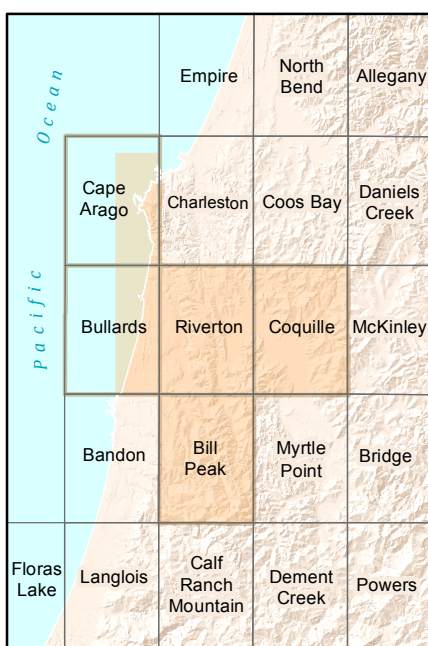 Pacific Ocean
Empire
North
Bend
Allegany
Cape
Arago
Charleston
Coos Bay
Daniels
Creek
Bullards
Riverton
Coquille
McKinley
Bandon
Bill
Peak
Myrtle
Point
Bridge
Floras
Lake
Langlois
Calf
Ranch
Mountain
Dement
Creek
Powers